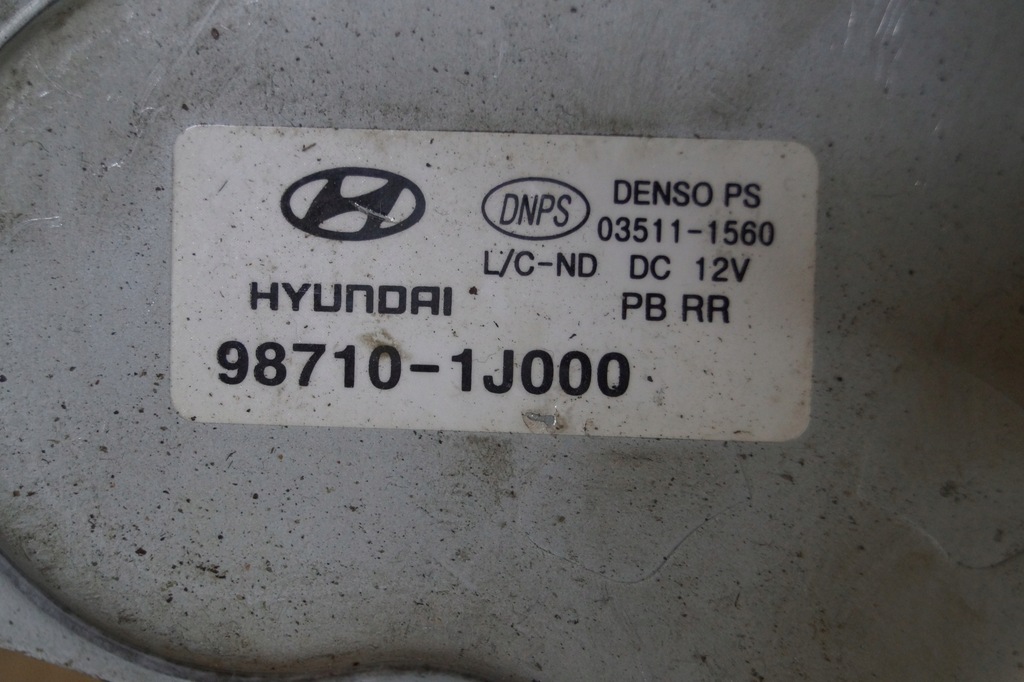 DNPS
DENSO PS
03511-1560
L/C-ND DC 12V
HYUNDAI
PB RR
98710-1J000